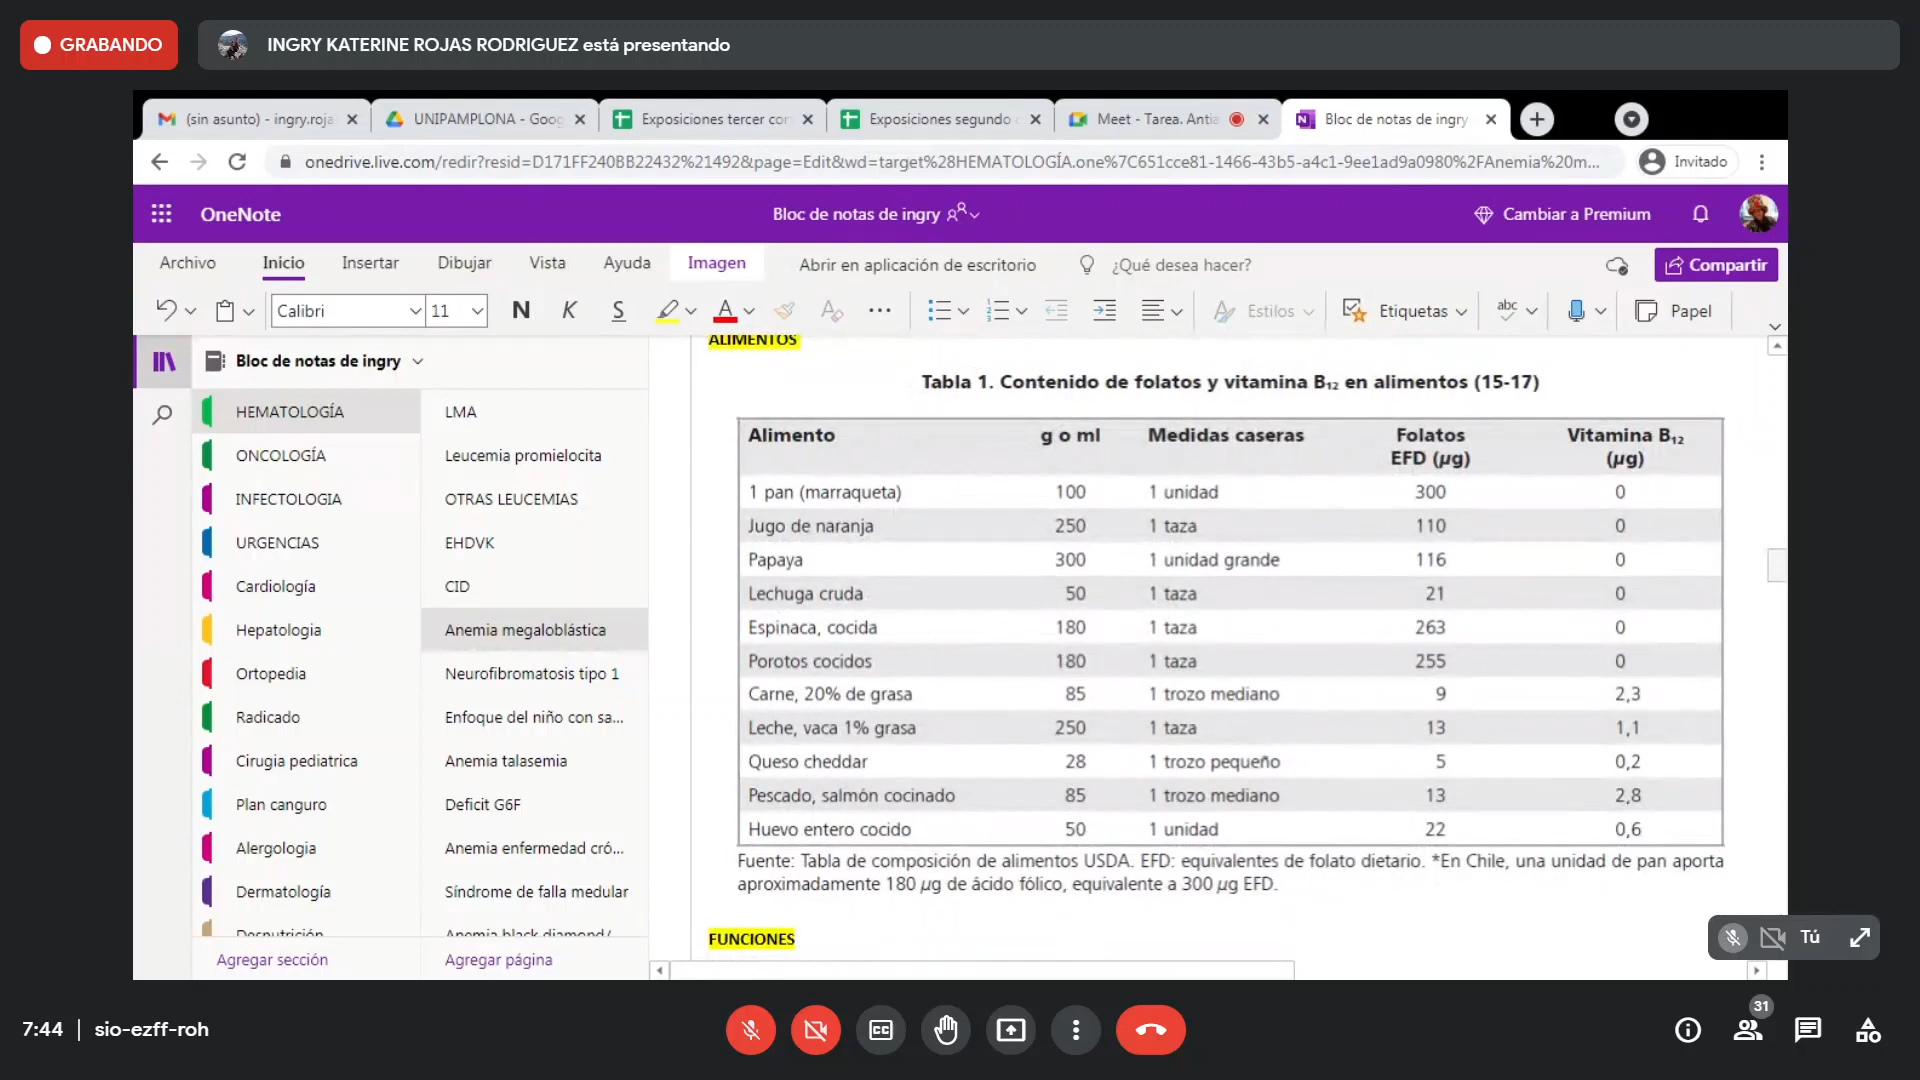 GRABANDO
INGRY KATERINE ROJAS RODRIGUEZ está presentando
(sin asunto) - ingry.roja
UNIPAMPLONA - Goog
Exposiciones tercer cor
Exposiciones segundo c
Meet - Tarea. Antia
Bloc de notas de ingry
onedrive.live.com/redir?resid=D171FF240BB22432%21492&page=Edit&wd=target%28HEMATOLOGÍA.one%7C651cce81-1466-43b5-a4c1-9ee1ad9a0980%2FAnemia%20m...
Invitado
OneNote
Bloc de notas de ingry
Cambiar a Premium
Archivo Inicio Insertar Dibujar Vista Ayuda Imagen Abrir en aplicación de escritorio ¿Qué desea hacer? Compartir
Calibri 11 N K S A Estilos Etiquetas abc Papel
Bloc de notas de ingry
HEMATOLOGÍA
ONCOLOGÍA
INFECTOLOGIA
URGENCIAS
Cardiología
Hepatologia
Ortopedia
Radicado
Cirugia pediatrica
Plan canguro
Alergologia
Dermatología
Desnutrición
Agregar sección
LMA
Leucemia promielocita
OTRAS LEUCEMIAS
EHDVK
CID
Anemia megaloblástica
Neurofibromatosis tipo 1
Enfoque del niño con sa...
Anemia talasemia
Deficit G6F
Anemia enfermedad cró...
Síndrome de falla medular
Anemia black diamond/
Agregar página
ALIMENTOS
Tabla 1. Contenido de folatos y vitamina B₁₂ en alimentos (15-17)
Alimento g o ml Medidas caseras Folatos EFD (µg) Vitamina B₁₂ (µg)
1 pan (marraqueta) 100 1 unidad 300 0
Jugo de naranja 250 1 taza 110 0
Papaya 300 1 unidad grande 116 0
Lechuga cruda 50 1 taza 21 0
Espinaca, cocida 180 1 taza 263 0
Porotos cocidos 180 1 taza 255 0
Carne, 20% de grasa 85 1 trozo mediano 9 2,3
Leche, vaca 1% grasa 250 1 taza 13 1,1
Queso cheddar 28 1 trozo pequeño 5 0,2
Pescado, salmón cocinado 85 1 trozo mediano 13 2,8
Huevo entero cocido 50 1 unidad 22 0,6
Fuente: Tabla de composición de alimentos USDA. EFD: equivalentes de folato dietario. *En Chile, una unidad de pan aporta
aproximadamente 180 µg de ácido fólico, equivalente a 300 µg EFD.
FUNCIONES
Tú
7:44 | sio-ezff-roh
31